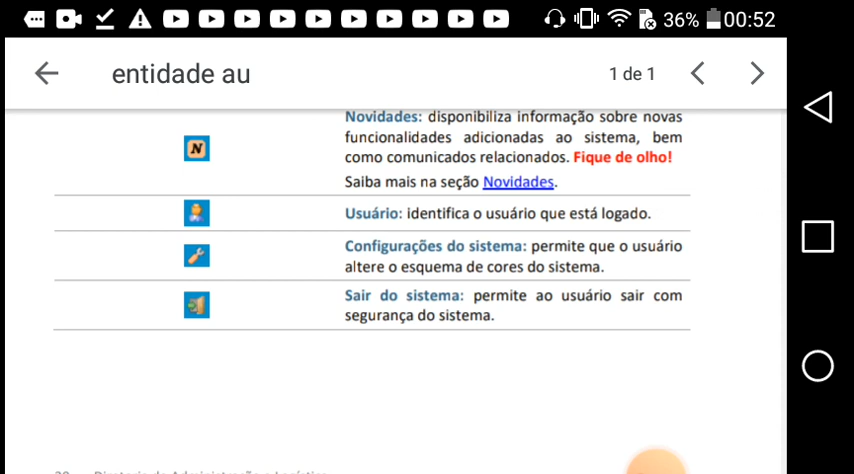 36% 00:52
entidade au
1 de 1
Novidades: disponibiliza informação sobre novas
funcionalidades adicionadas ao sistema, bem
como comunicados relacionados. Fique de olho!
Saiba mais na seção Novidades.
N
Usuário: identifica o usuário que está logado.
Configurações do sistema: permite que o usuário
altere o esquema de cores do sistema.
Sair do sistema: permite ao usuário sair com
segurança do sistema.